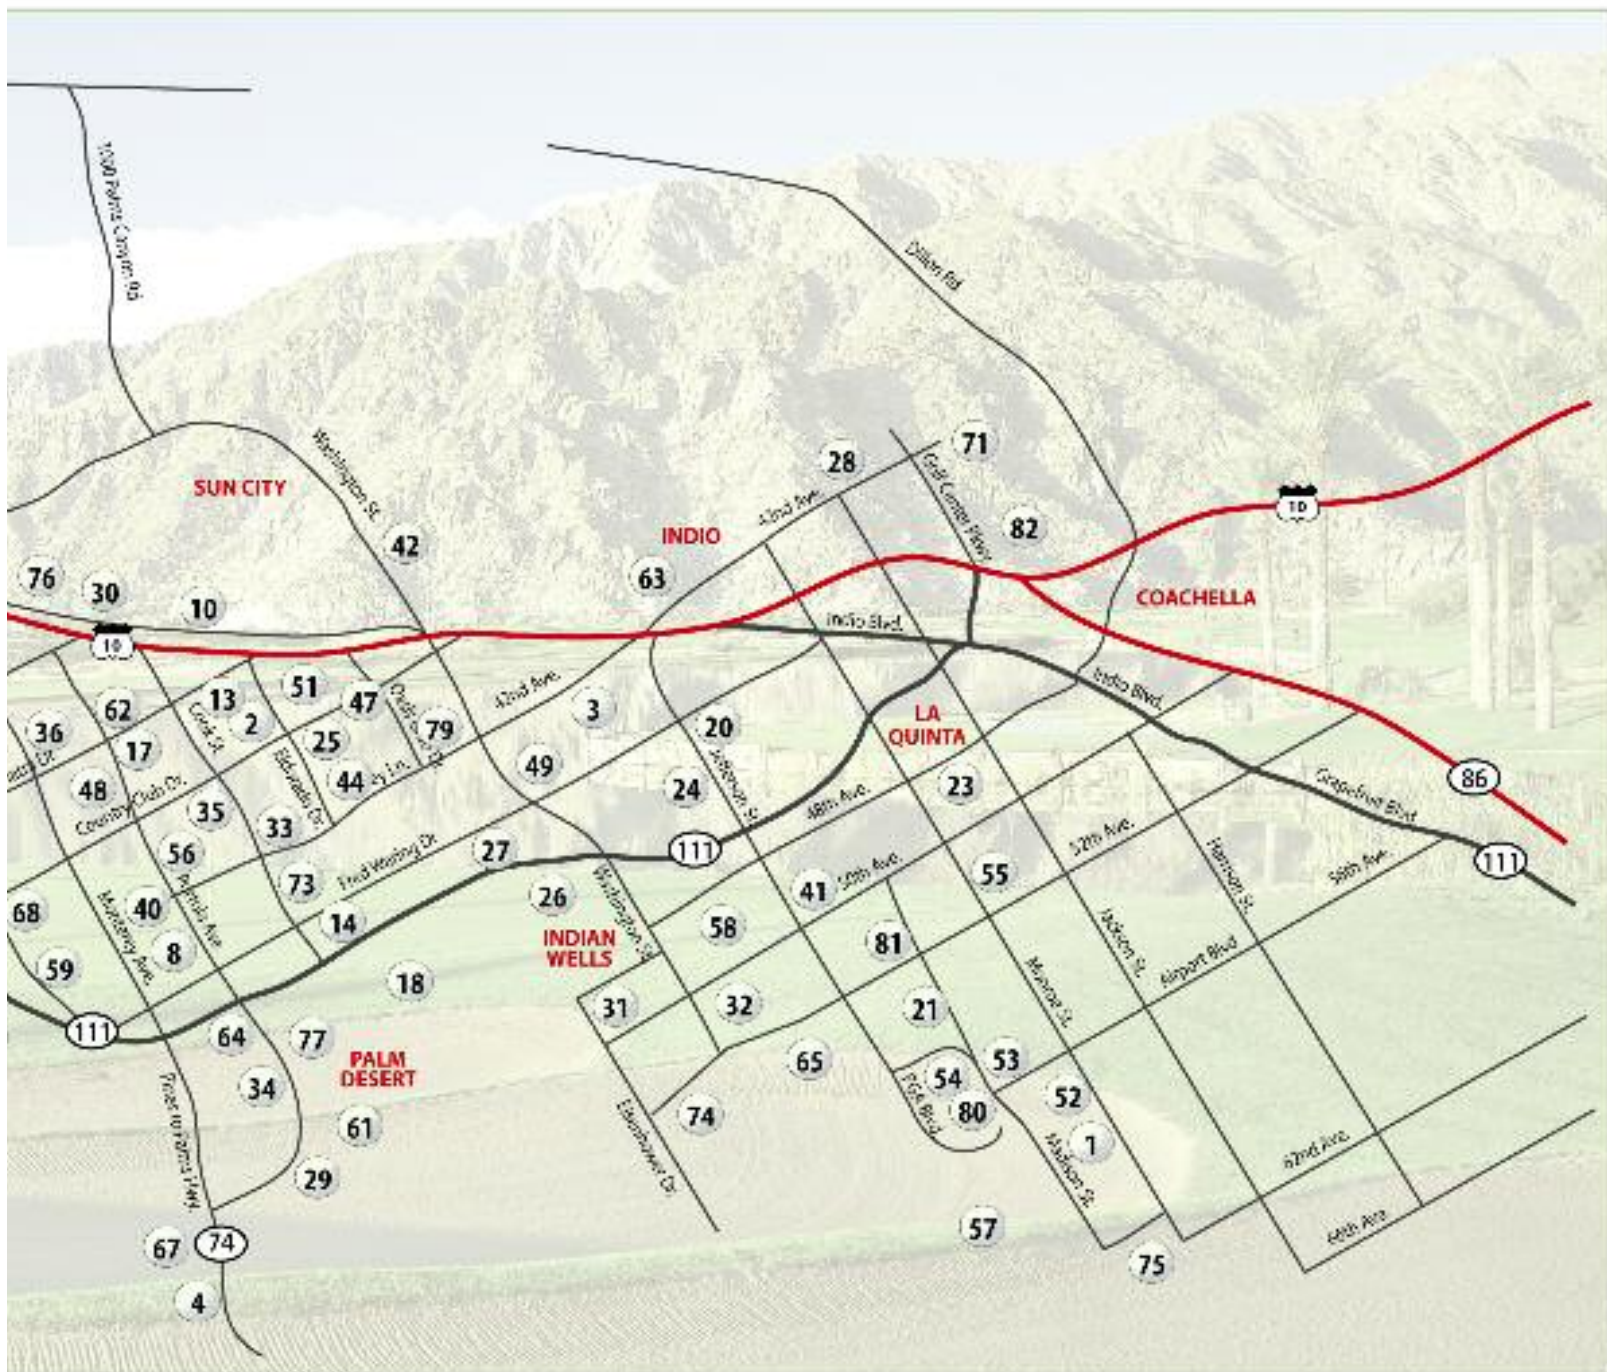 1000 Palms Canyon Rd
Dillon Rd
71
28
Washington St.
Golf Center Pkwy
SUN CITY
42nd Ave.
82
10
42
INDIO
76
30
63
10
COACHELLA
10
Indio Blvd.
13
51
47
42nd Ave.
3
Indio Blvd.
62
2
79
20
LA
QUINTA
36
Cook St.
17
25
49
86
48
44
24
23
Country Club Dr.
Eldorado Dr.
Jefferson St.
48th Ave.
Grapefruit Blvd
35
33
52th Ave.
56
Fred Waring Dr.
27
111
111
73
50th Ave.
55
Harrison St.
56th Ave.
68
40
Portola Ave.
26
Washington St.
41
Monterey Ave.
14
58
8
INDIAN
WELLS
81
Jackson St.
59
18
Airport Blvd
31
32
21
Monroe St.
111
64
77
65
53
PALM
DESERT
54
34
PGA Blvd.
52
61
74
80
1
Eisenhower Dr.
Madison St.
62nd Ave.
29
57
66th Ave.
67
74
75
4